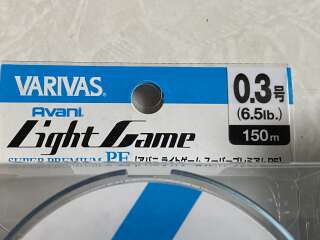 VARIVAS®
Avani
Light Game
SUPER PREMIUM PE [アバニ ライトゲーム スーパープレミアムPE]
0.3号
(6.5lb.)
150m